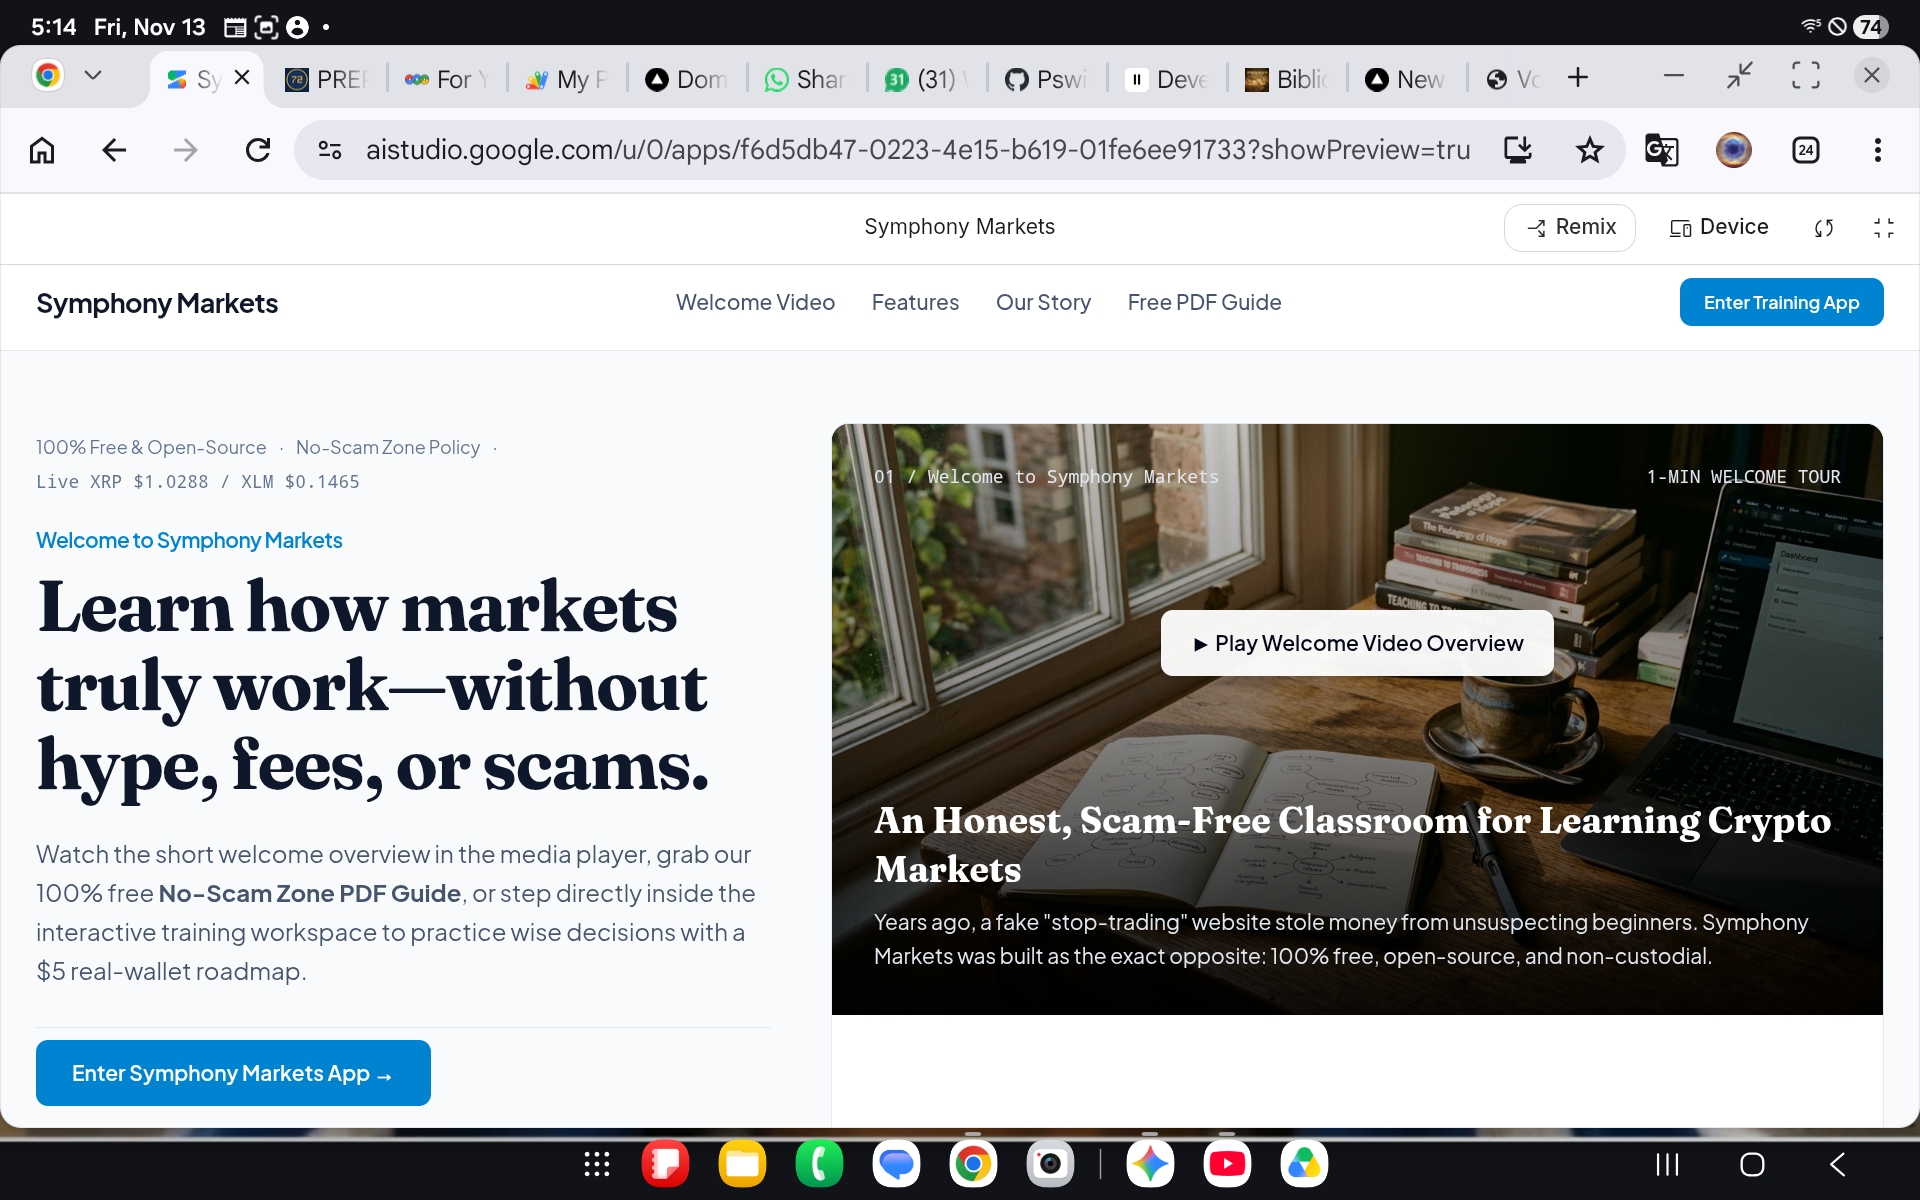 5:14 Fri, Nov 13
74
Sy
PREF
For Y
My P
Dom
Shar
(31)
Pswi
Deve
Biblic
New
Vc
aistudio.google.com/u/0/apps/f6d5db47-0223-4e15-b619-01fe6ee91733?showPreview=tru
24
Symphony Markets
Remix
Device
Symphony Markets
Welcome Video
Features
Our Story
Free PDF Guide
Enter Training App
100% Free & Open-Source · No-Scam Zone Policy ·
Live XRP $1.0288 / XLM $0.1465
Welcome to Symphony Markets
Learn how markets
truly work—without
hype, fees, or scams.
Watch the short welcome overview in the media player, grab our
100% free No-Scam Zone PDF Guide, or step directly inside the
interactive training workspace to practice wise decisions with a
$5 real-wallet roadmap.
Enter Symphony Markets App →
01 / Welcome to Symphony Markets
1-MIN WELCOME TOUR
The Pedagogy of Hope
TEACHING TO
Dashboard
▶ Play Welcome Video Overview
An Honest, Scam-Free Classroom for Learning Crypto
Markets
Years ago, a fake "stop-trading" website stole money from unsuspecting beginners. Symphony
Markets was built as the exact opposite: 100% free, open-source, and non-custodial.